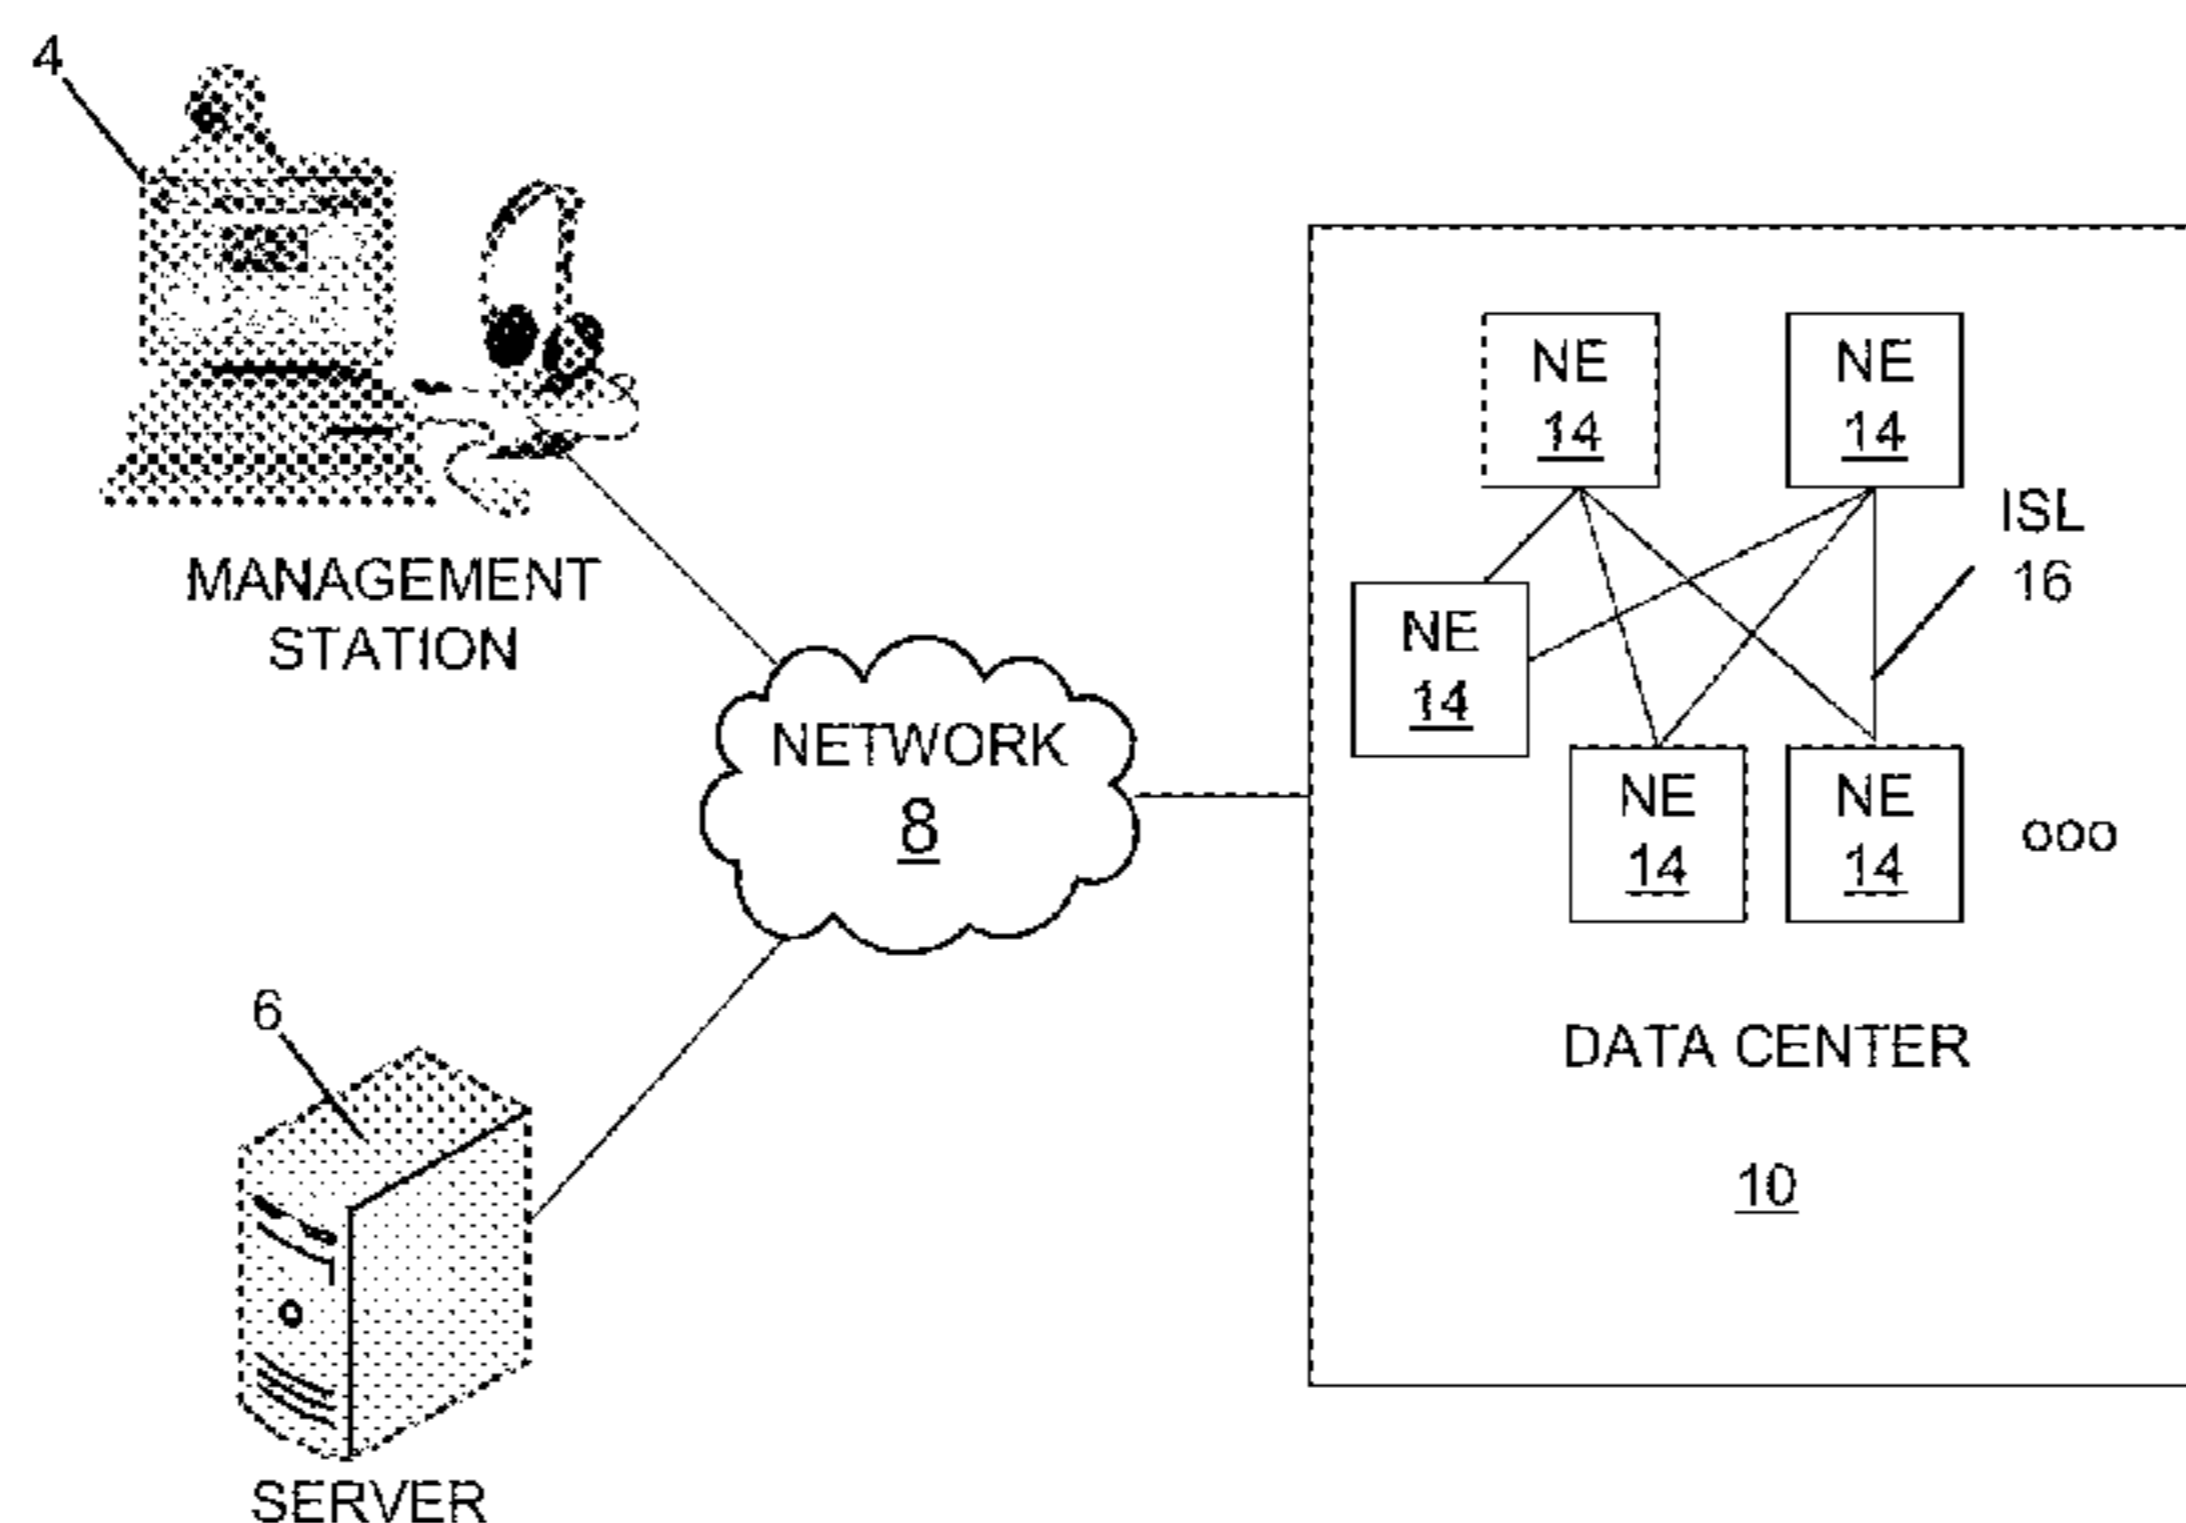 4
MANAGEMENT
STATION
NETWORK
8
6
SERVER
NE
14
NE
14
ISL
16
NE
14
NE
14
NE
14
ooo
DATA CENTER
10